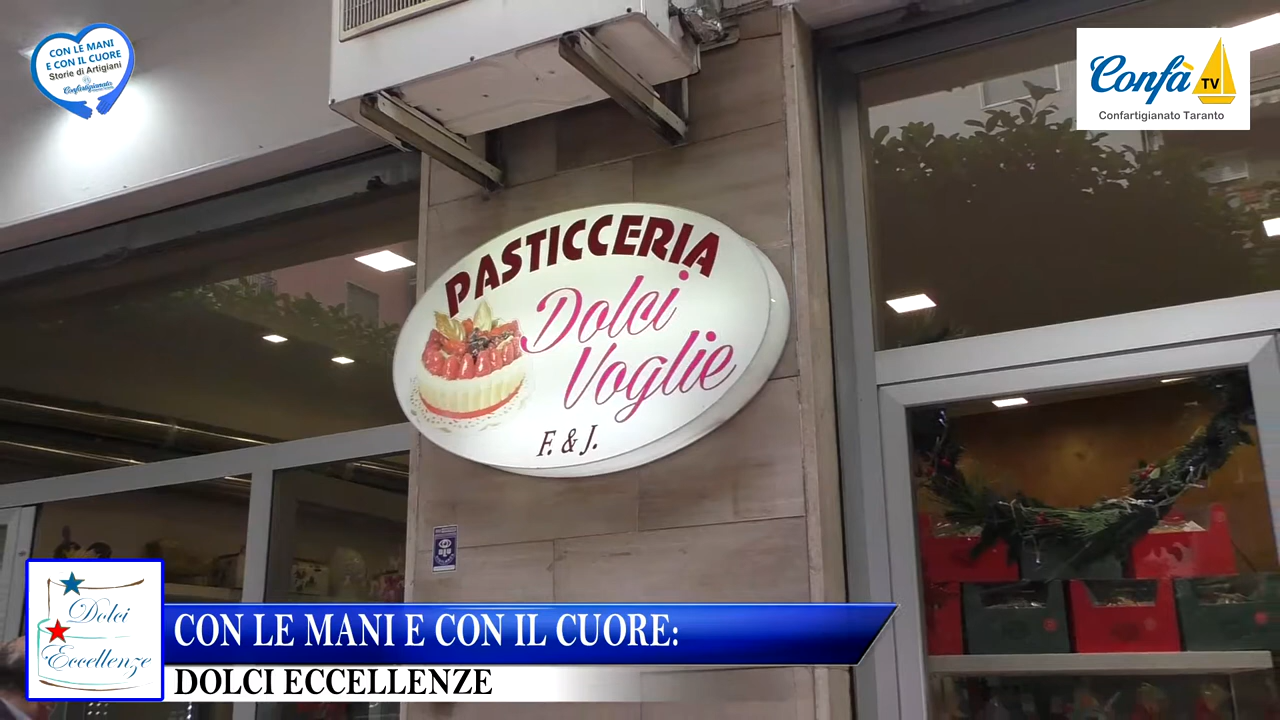 CON LE MANI
E CON IL CUORE
Storie di Artigiani
Confartigianato
Confà
TV
Confartigianato Taranto
PASTICCERIA
Dolci
Voglie
F. & J.
Dolci
Eccellenze
CON LE MANI E CON IL CUORE:
DOLCI ECCELLENZE